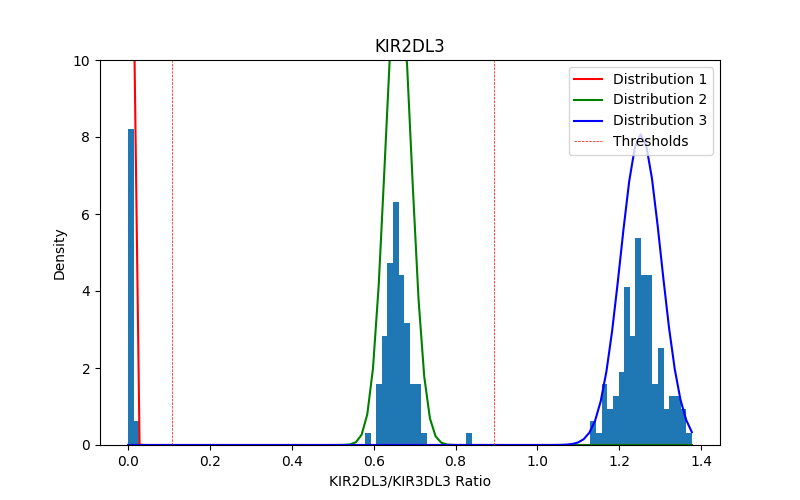 KIR2DL3
10
8
6
4
2
0
Density
Distribution 1
Distribution 2
Distribution 3
Thresholds
0.0 0.2 0.4 0.6 0.8 1.0 1.2 1.4
KIR2DL3/KIR3DL3 Ratio